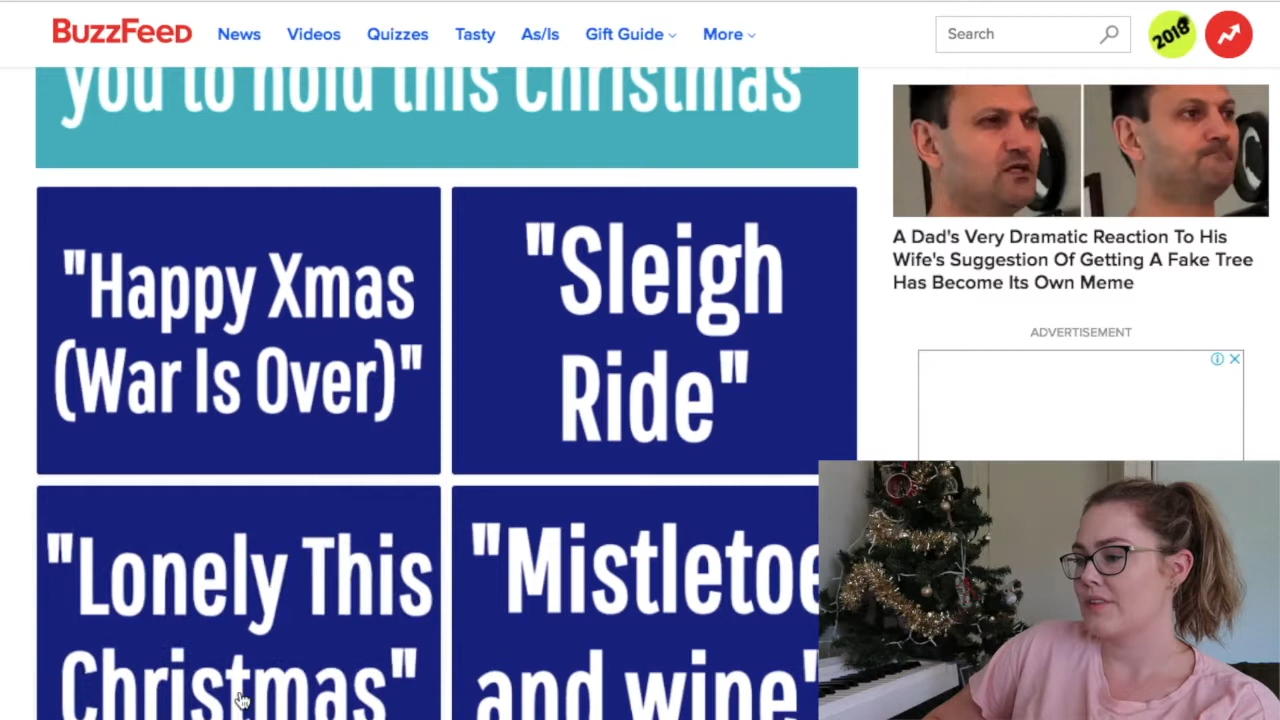 BuzzFeed News Videos Quizzes Tasty As/Is Gift Guide More Search 2018
you to hold this Christmas
"Happy Xmas
(War Is Over)"
"Sleigh
Ride"
"Lonely This
Christmas"
"Mistletoe
and wine"
A Dad's Very Dramatic Reaction To His
Wife's Suggestion Of Getting A Fake Tree
Has Become Its Own Meme
ADVERTISEMENT